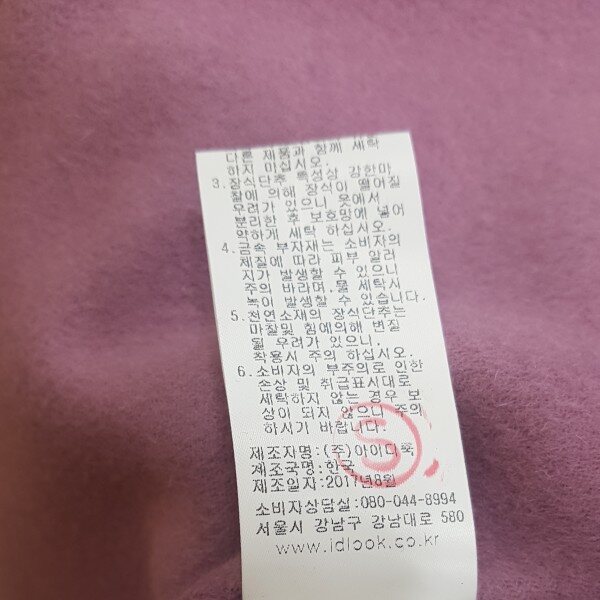 다른 제품과 함께 세탁
하지 마십시오.
3.장식단추 특성상 강한마
찰에 의해 장식이 떨어질
우려가 있으니 옷에서
분리한 후 보호망에 넣어
약하게 세탁 하십시오.
4.금속 부자재는 소비자의
체질에 따라 피부 알러
지가 발생할 수 있으니
주의 바라며,물 세탁시
녹이 발생할 수 있습니다.
5.천연소재의 장식단추는
마찰및 힘에의해 변질
될 우려가 있으니,
착용시 주의 하십시오.
6.소비자의 부주의로 인한
손상 및 취급표시대로
세탁하지 않는 경우 보
상이 되지 않으니 주의
하시기 바랍니다.
제조자명:(주)아이디룩
제조국명:한국
제조일자:2017년8월
소비자상담실:080-044-8994
서울시 강남구 강남대로 580
www.idlook.co.kr